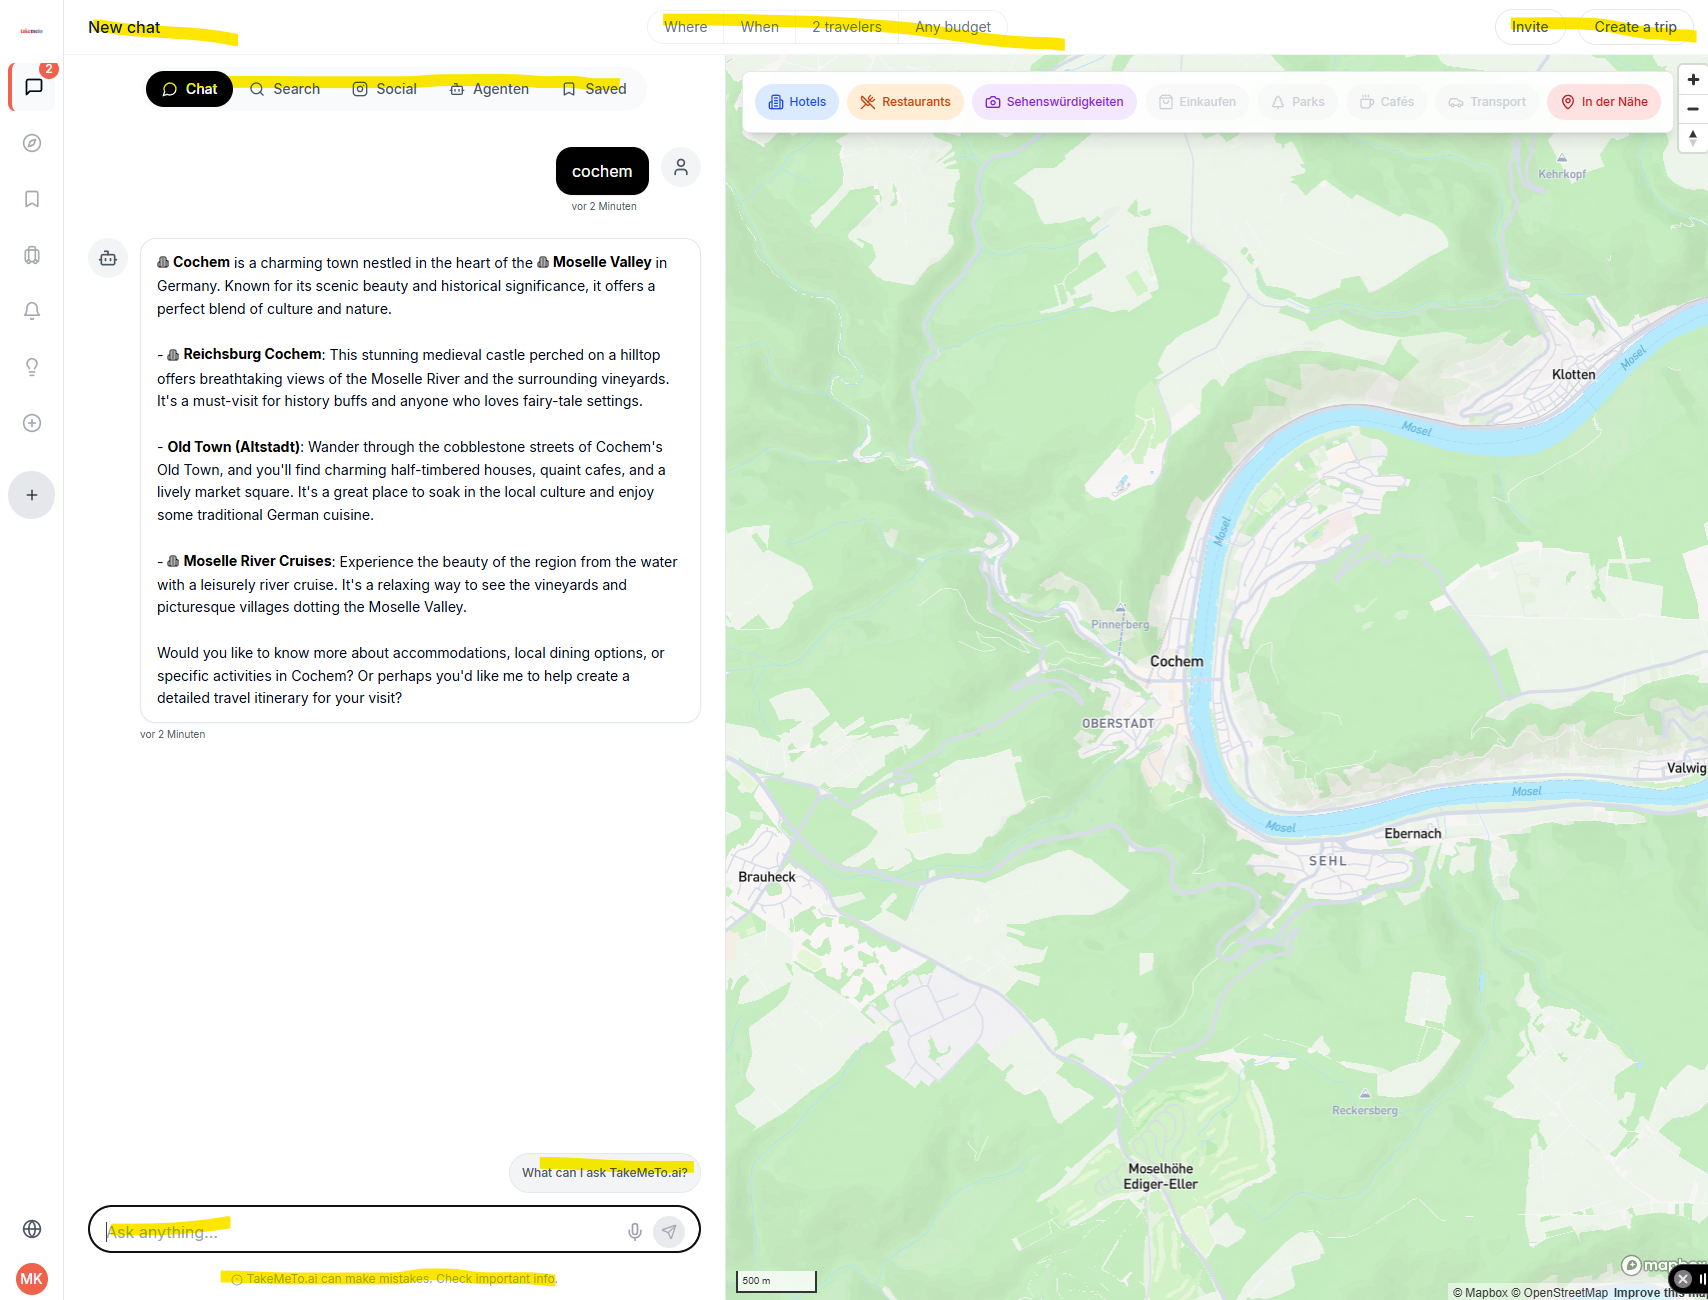 New chat
Where
When
2 travelers
Any budget
Invite
Create a trip
2
Chat
Search
Social
Agenten
Saved
Hotels
Restaurants
Sehenswürdigkeiten
Einkaufen
Parks
Cafés
Transport
In der Nähe
cochem
vor 2 Minuten
Cochem is a charming town nestled in the heart of the Moselle Valley in
Germany. Known for its scenic beauty and historical significance, it offers a
perfect blend of culture and nature.
- Reichsburg Cochem: This stunning medieval castle perched on a hilltop
offers breathtaking views of the Moselle River and the surrounding vineyards.
It's a must-visit for history buffs and anyone who loves fairy-tale settings.
- Old Town (Altstadt): Wander through the cobblestone streets of Cochem's
Old Town, and you'll find charming half-timbered houses, quaint cafes, and a
lively market square. It's a great place to soak in the local culture and enjoy
some traditional German cuisine.
- Moselle River Cruises: Experience the beauty of the region from the water
with a leisurely river cruise. It's a relaxing way to see the vineyards and
picturesque villages dotting the Moselle Valley.
Would you like to know more about accommodations, local dining options, or
specific activities in Cochem? Or perhaps you'd like me to help create a
detailed travel itinerary for your visit?
vor 2 Minuten
What can I ask TakeMeTo.ai?
Ask anything...
TakeMeTo.ai can make mistakes. Check important info.
MK
Kehrkopf
Klotten
Mosel
Mosel
Mosel
Pinnerberg
Cochem
OBERSTADT
Valwig
Mosel
Mosel
Ebernach
SEHL
Brauheck
Reckersberg
Moselhöhe
Ediger-Eller
500 m
mapbox
© Mapbox © OpenStreetMap Improve this ma